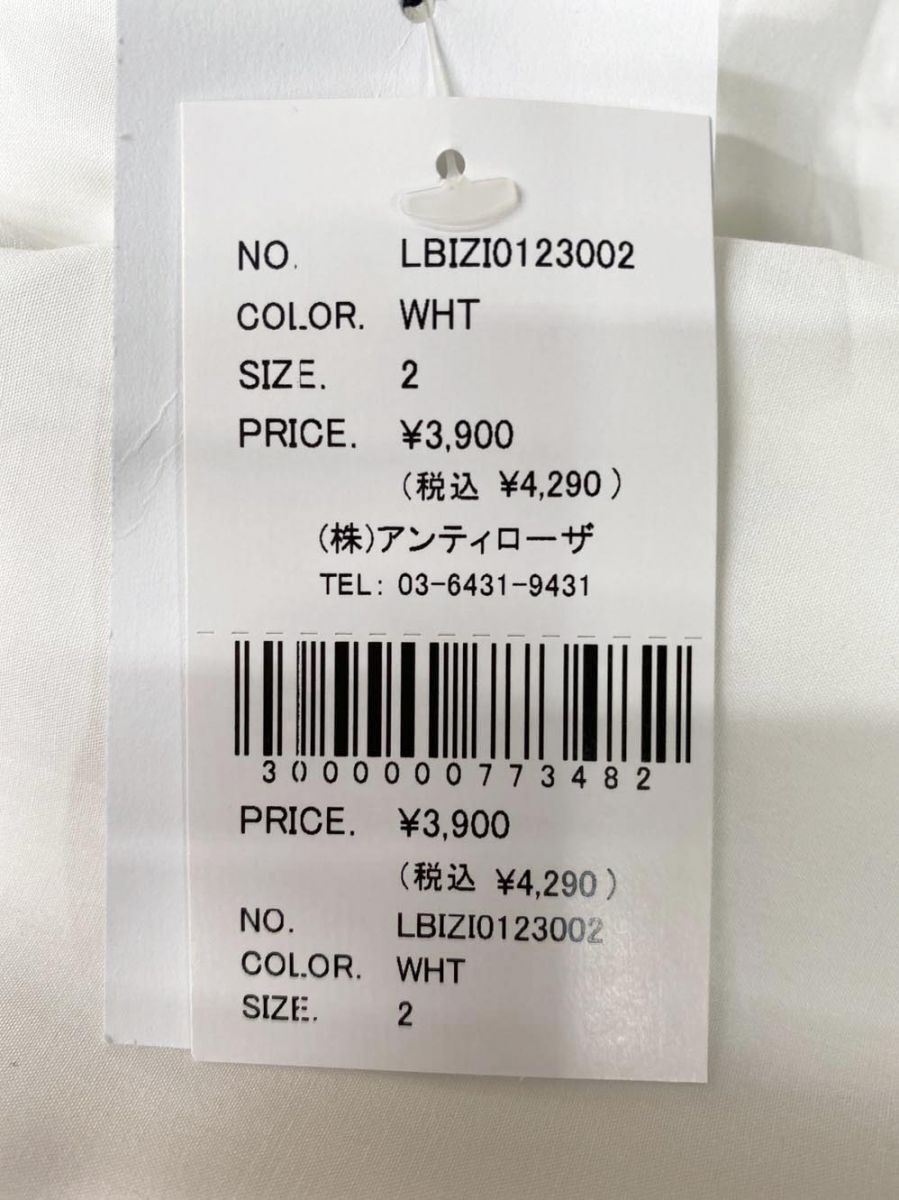 NO. LBIZI0123002
COLOR. WHT
SIZE. 2
PRICE. ¥3,900
(税込 ¥4,290)
(株)アンティローザ
TEL: 03-6431-9431
3000000773482
PRICE. ¥3,900
(税込 ¥4,290)
NO. LBIZI0123002
COLOR. WHT
SIZE. 2